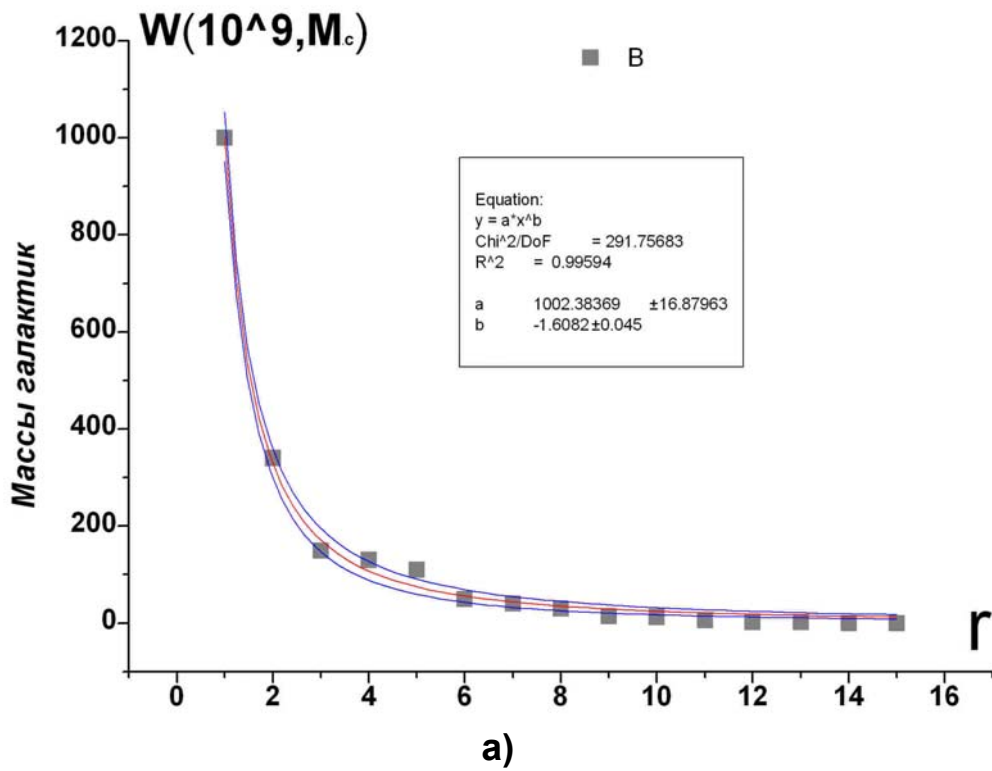 W(10^9,Mc)
1200
1000
800
600
400
200
0
Массы галактик
B
Equation:
y = a*x^b
Chi^2/DoF = 291.75683
R^2 = 0.99594
a 1002.38369 ±16.87963
b -1.6082 ±0.045
0 2 4 6 8 10 12 14 16
r
а)